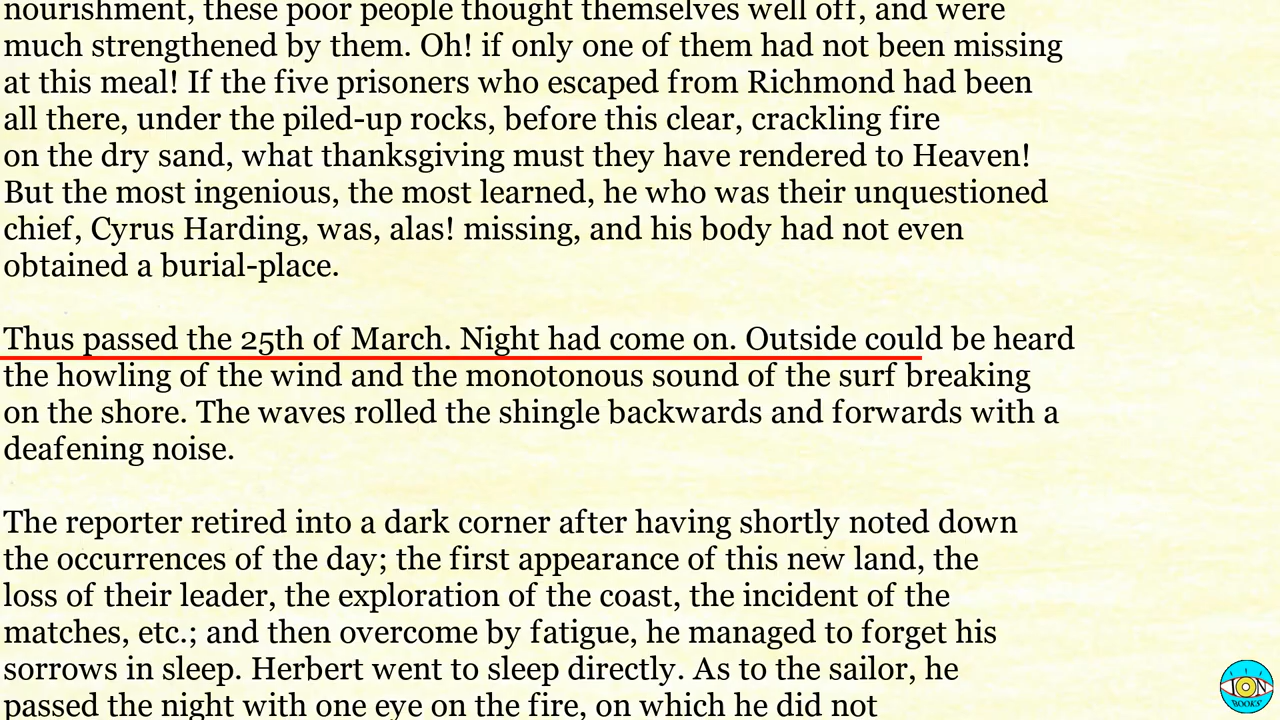 nourishment, these poor people thought themselves well off, and were
much strengthened by them. Oh! if only one of them had not been missing
at this meal! If the five prisoners who escaped from Richmond had been
all there, under the piled-up rocks, before this clear, crackling fire
on the dry sand, what thanksgiving must they have rendered to Heaven!
But the most ingenious, the most learned, he who was their unquestioned
chief, Cyrus Harding, was, alas! missing, and his body had not even
obtained a burial-place.
Thus passed the 25th of March. Night had come on. Outside could be heard
the howling of the wind and the monotonous sound of the surf breaking
on the shore. The waves rolled the shingle backwards and forwards with a
deafening noise.
The reporter retired into a dark corner after having shortly noted down
the occurrences of the day; the first appearance of this new land, the
loss of their leader, the exploration of the coast, the incident of the
matches, etc.; and then overcome by fatigue, he managed to forget his
sorrows in sleep. Herbert went to sleep directly. As to the sailor, he
passed the night with one eye on the fire, on which he did not
ION
BOOKS